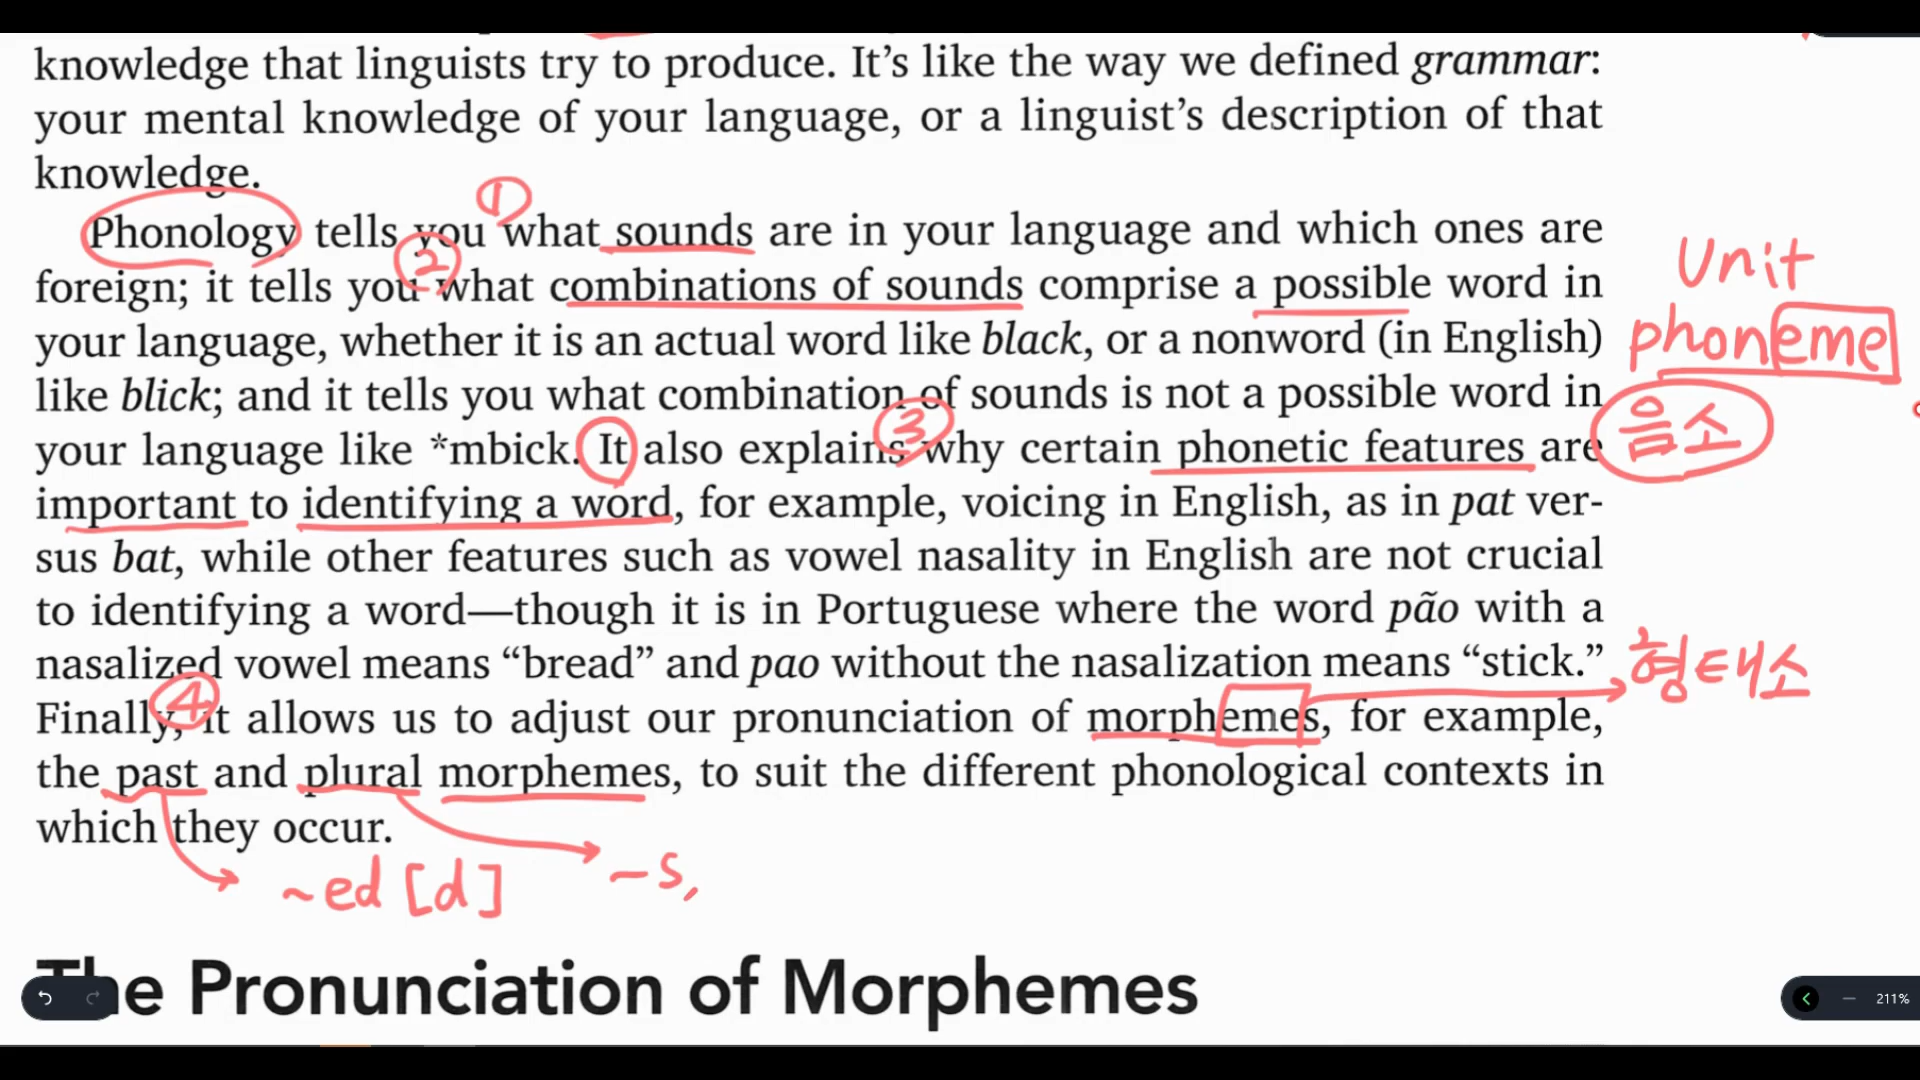 knowledge that linguists try to produce. It’s like the way we defined grammar:
your mental knowledge of your language, or a linguist’s description of that
knowledge.
①
Phonology tells you what sounds are in your language and which ones are
②
foreign; it tells you what combinations of sounds comprise a possible word in
your language, whether it is an actual word like black, or a nonword (in English)
like blick; and it tells you what combination of sounds is not a possible word in
③
your language like *mbick. It also explains why certain phonetic features are
important to identifying a word, for example, voicing in English, as in pat ver-
sus bat, while other features such as vowel nasality in English are not crucial
to identifying a word—though it is in Portuguese where the word pão with a
nasalized vowel means “bread” and pao without the nasalization means “stick.”
④
Finally, it allows us to adjust our pronunciation of morphemes, for example,
the past and plural morphemes, to suit the different phonological contexts in
which they occur.
Unit
phoneme
음소
형태소
~ed [d]
-s,
The Pronunciation of Morphemes
211%